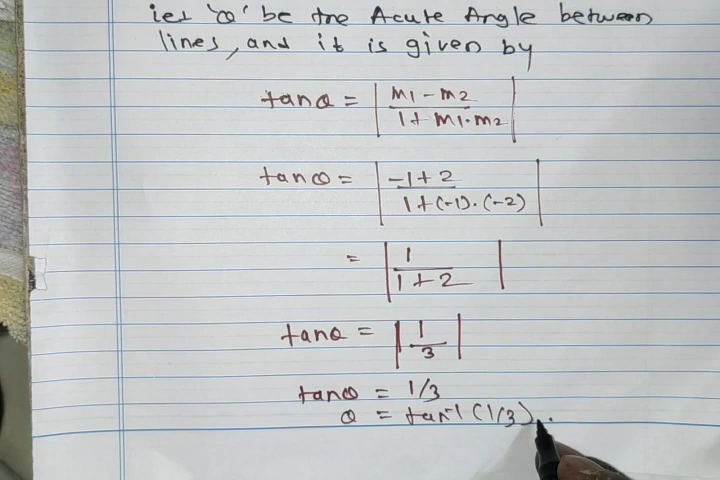 let 'θ' be the Acute Angle between
lines, and it is given by
tanθ = | m1 - m2 / 1 + m1·m2 |
tanθ = | -1 + 2 / 1 + (-1)·(-2) |
= | 1 / 1 + 2 |
tanθ = | 1 / 3 |
tanθ = 1/3
θ = tan⁻¹(1/3).